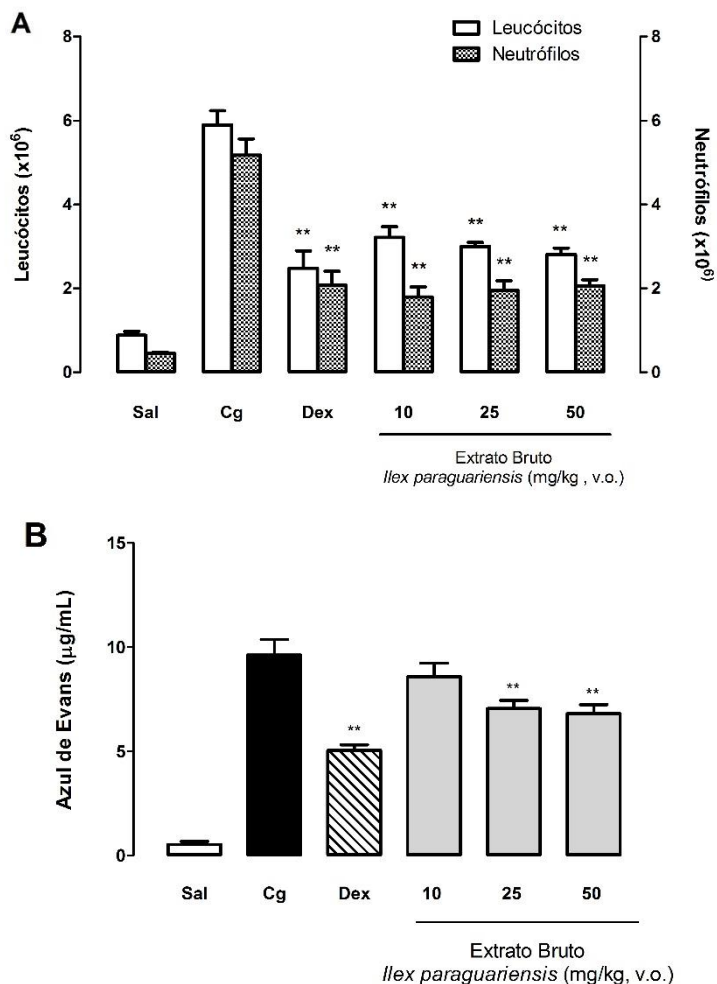 A
Leucócitos
Neutrófilos
8
6
4
2
0
Leucócitos (x10⁶)
8
6
4
2
0
Neutrófilos (x10⁶)
** ** ** ** ** ** ** **
Sal Cg Dex 10 25 50
Extrato Bruto
Ilex paraguariensis (mg/kg , v.o.)
B
15
10
5
0
Azul de Evans (μg/mL)
** ** **
Sal Cg Dex 10 25 50
Extrato Bruto
Ilex paraguariensis (mg/kg, v.o.)